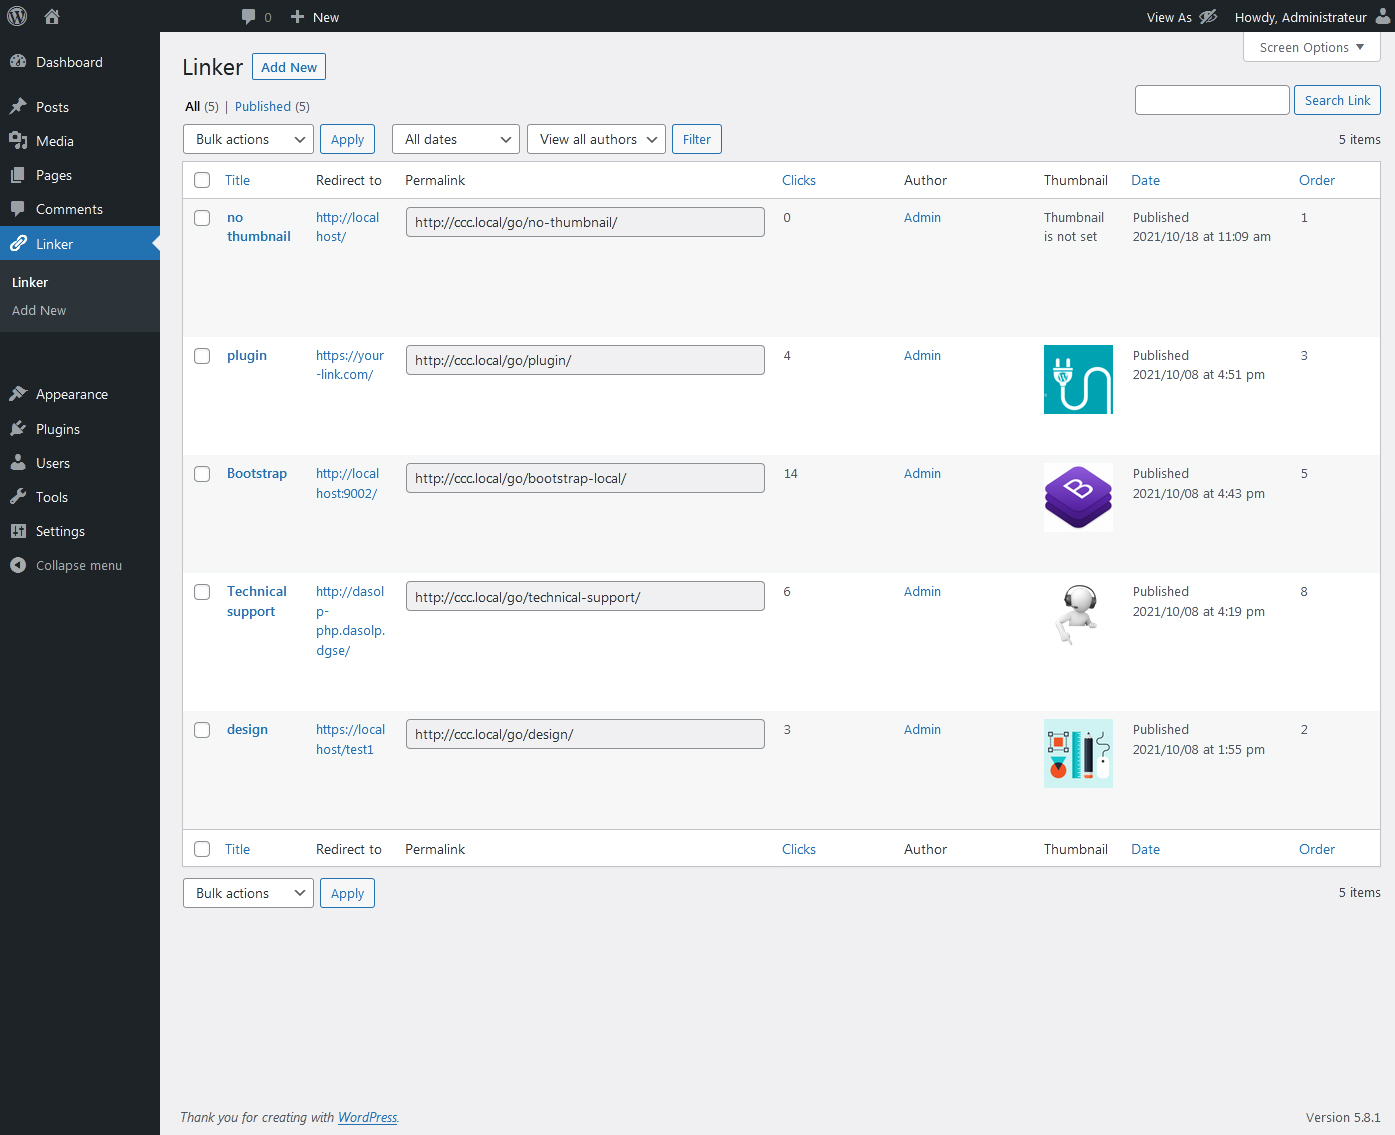 0 New View As Howdy, Administrateur
Screen Options ▼
Dashboard
Posts
Media
Pages
Comments
Linker
Linker
Add New
Appearance
Plugins
Users
Tools
Settings
Collapse menu
Linker Add New
All (5) | Published (5) Search Link
Bulk actions Apply All dates View all authors Filter 5 items
Title Redirect to Permalink Clicks Author Thumbnail Date Order
no http://local http://ccc.local/go/no-thumbnail/ 0 Admin Thumbnail Published 1
thumbnail host/ is not set 2021/10/18 at 11:09 am
plugin https://your http://ccc.local/go/plugin/ 4 Admin Published 3
-link.com/ 2021/10/08 at 4:51 pm
Bootstrap http://local http://ccc.local/go/bootstrap-local/ 14 Admin Published 5
host:9002/ 2021/10/08 at 4:43 pm
Technical http://dasol http://ccc.local/go/technical-support/ 6 Admin Published 8
support p- 2021/10/08 at 4:19 pm
php.dasolp.
dgse/
design https://local http://ccc.local/go/design/ 3 Admin Published 2
host/test1 2021/10/08 at 1:55 pm
Title Redirect to Permalink Clicks Author Thumbnail Date Order
Bulk actions Apply 5 items
Thank you for creating with WordPress. Version 5.8.1